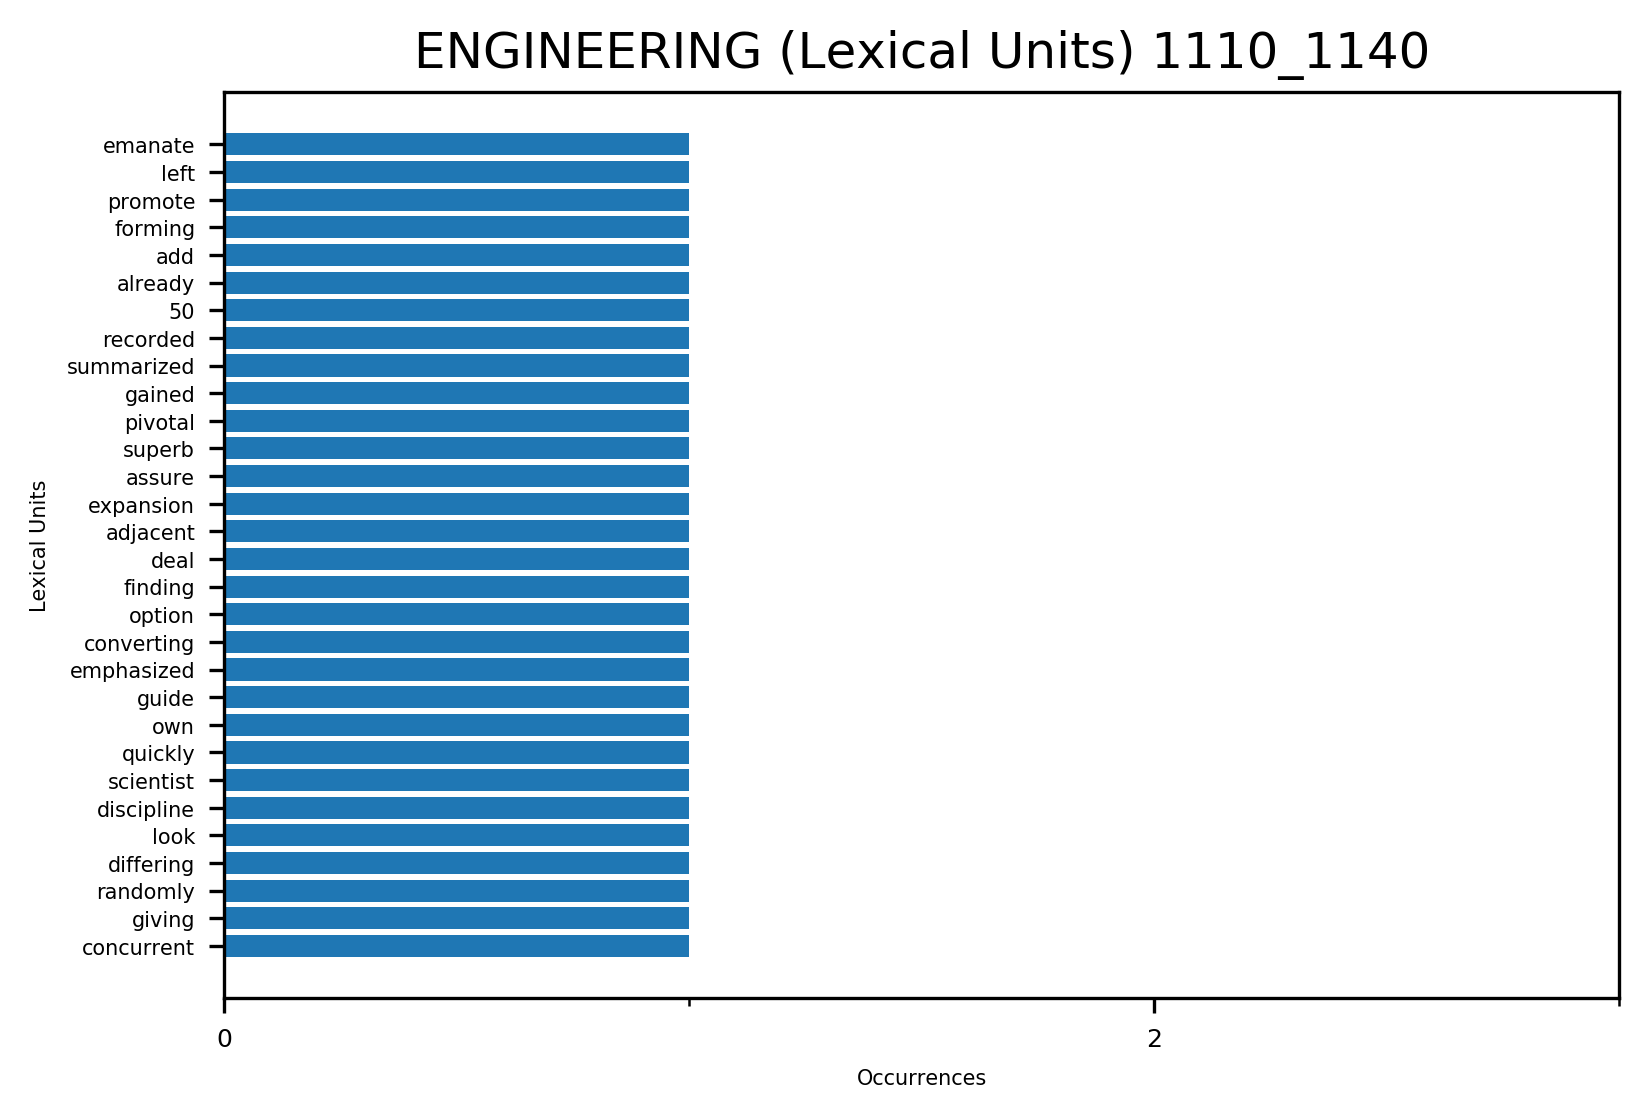 ENGINEERING (Lexical Units) 1110_1140
emanate
left
promote
forming
add
already
50
recorded
summarized
gained
pivotal
superb
assure
expansion
adjacent
deal
finding
option
converting
emphasized
guide
own
quickly
scientist
discipline
look
differing
randomly
giving
concurrent
Lexical Units
0
2
Occurrences